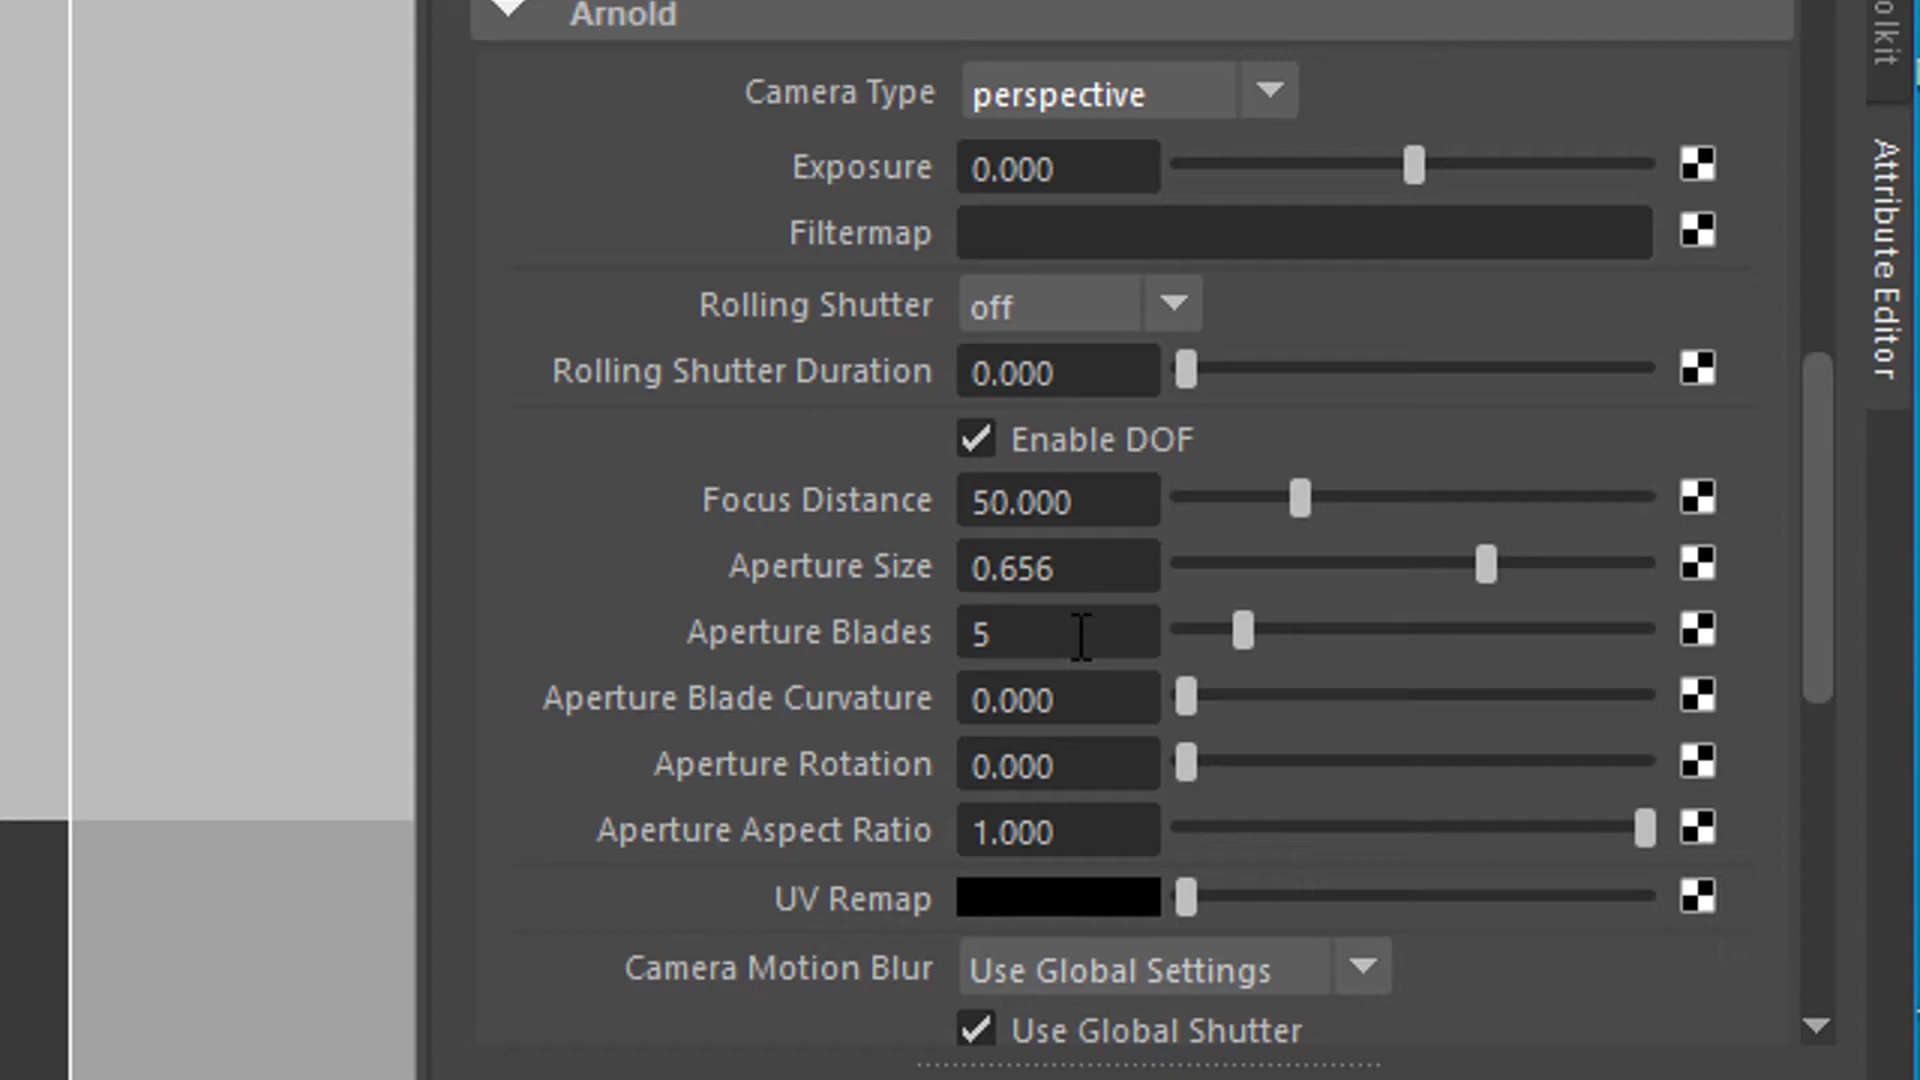 Arnold
Camera Type perspective
Exposure 0.000
Filtermap
Rolling Shutter off
Rolling Shutter Duration 0.000
Enable DOF
Focus Distance 50.000
Aperture Size 0.656
Aperture Blades 5
Aperture Blade Curvature 0.000
Aperture Rotation 0.000
Aperture Aspect Ratio 1.000
UV Remap
Camera Motion Blur Use Global Settings
Use Global Shutter
olkit
Attribute Editor